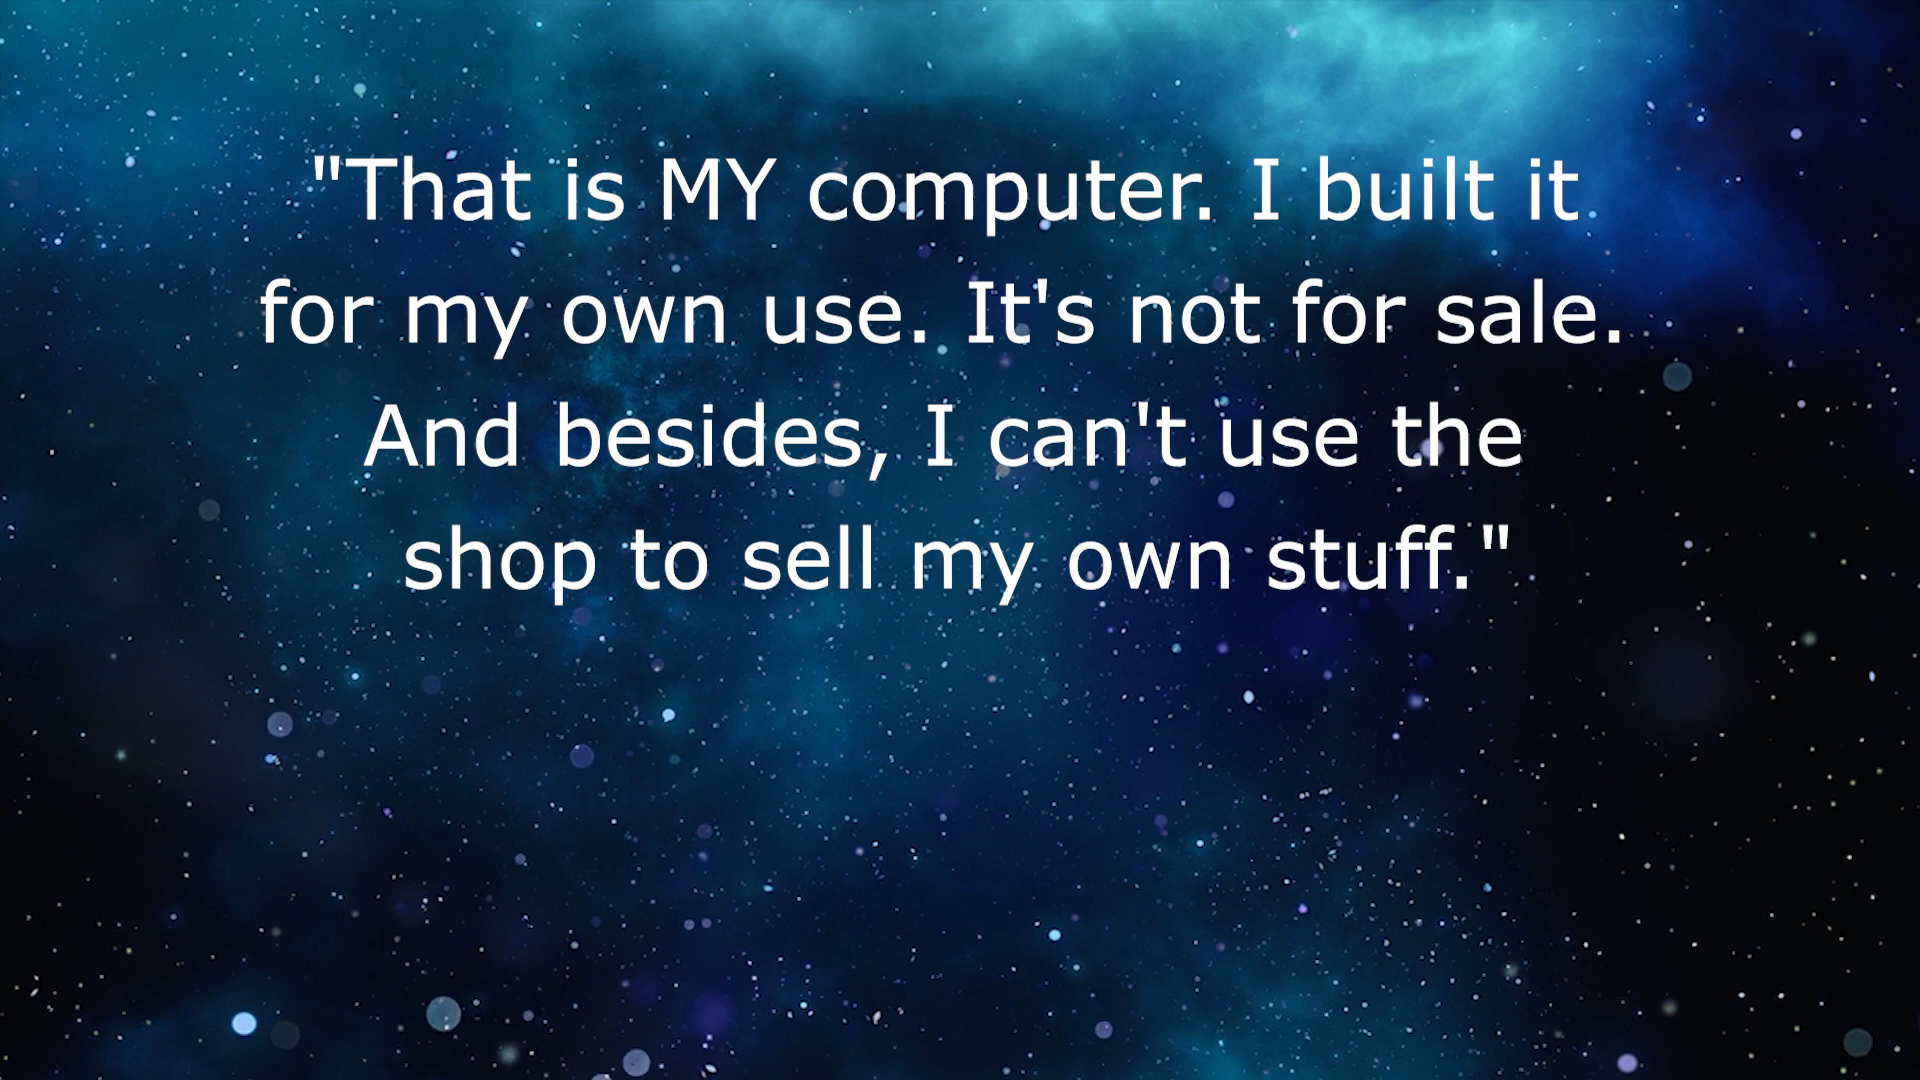 "That is MY computer. I built it
for my own use. It's not for sale.
And besides, I can't use the
shop to sell my own stuff."